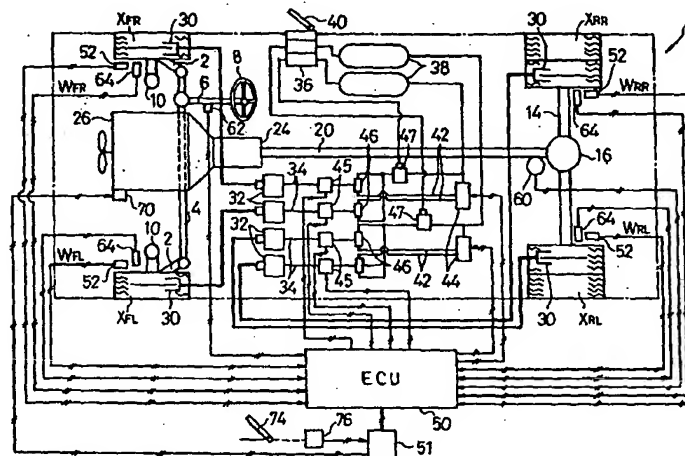 XFR 30 40 30 XRR
52 2 6 8 36 38 52
WFR 64 10 62 14 WRR
26 24 20 46 47 64 16
32 34 45 42 60
70 4 47 64 WRL
WFL 64 32 46 44 52
10 2 42
52 34 45
XFL 30 30 XRL
ECU
74 76 50
51